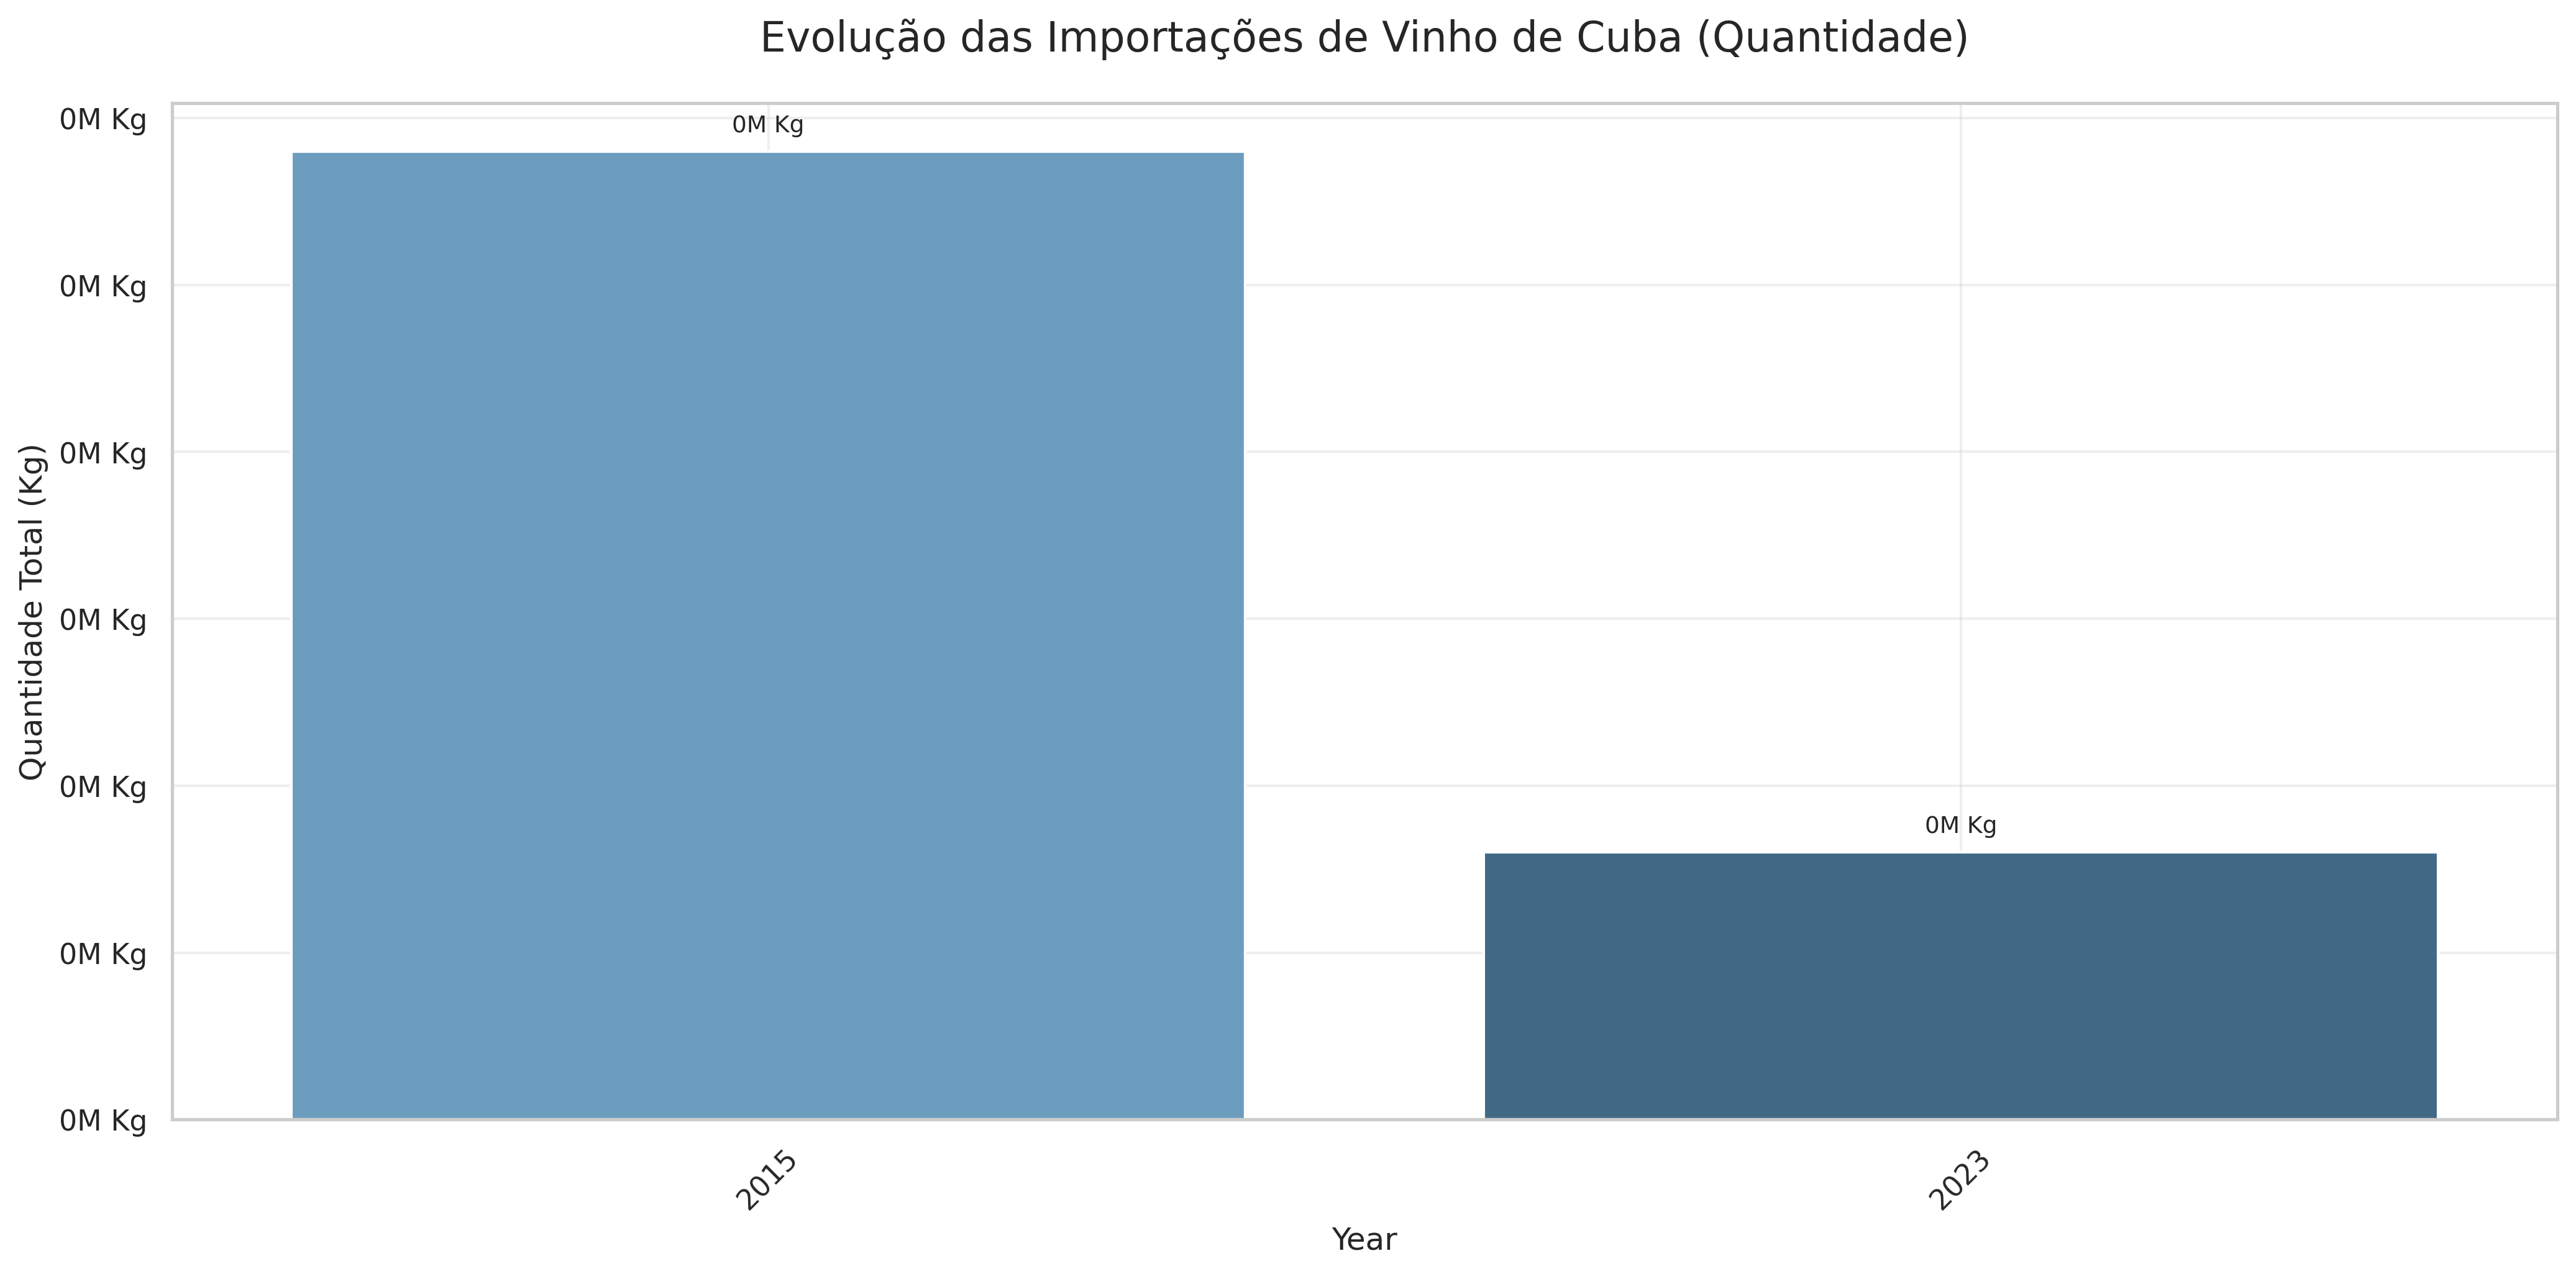 Evolução das Importações de Vinho de Cuba (Quantidade)
0M Kg
0M Kg
0M Kg
0M Kg
0M Kg
0M Kg
0M Kg
Quantidade Total (Kg)
0M Kg
0M Kg
2015
2023
Year